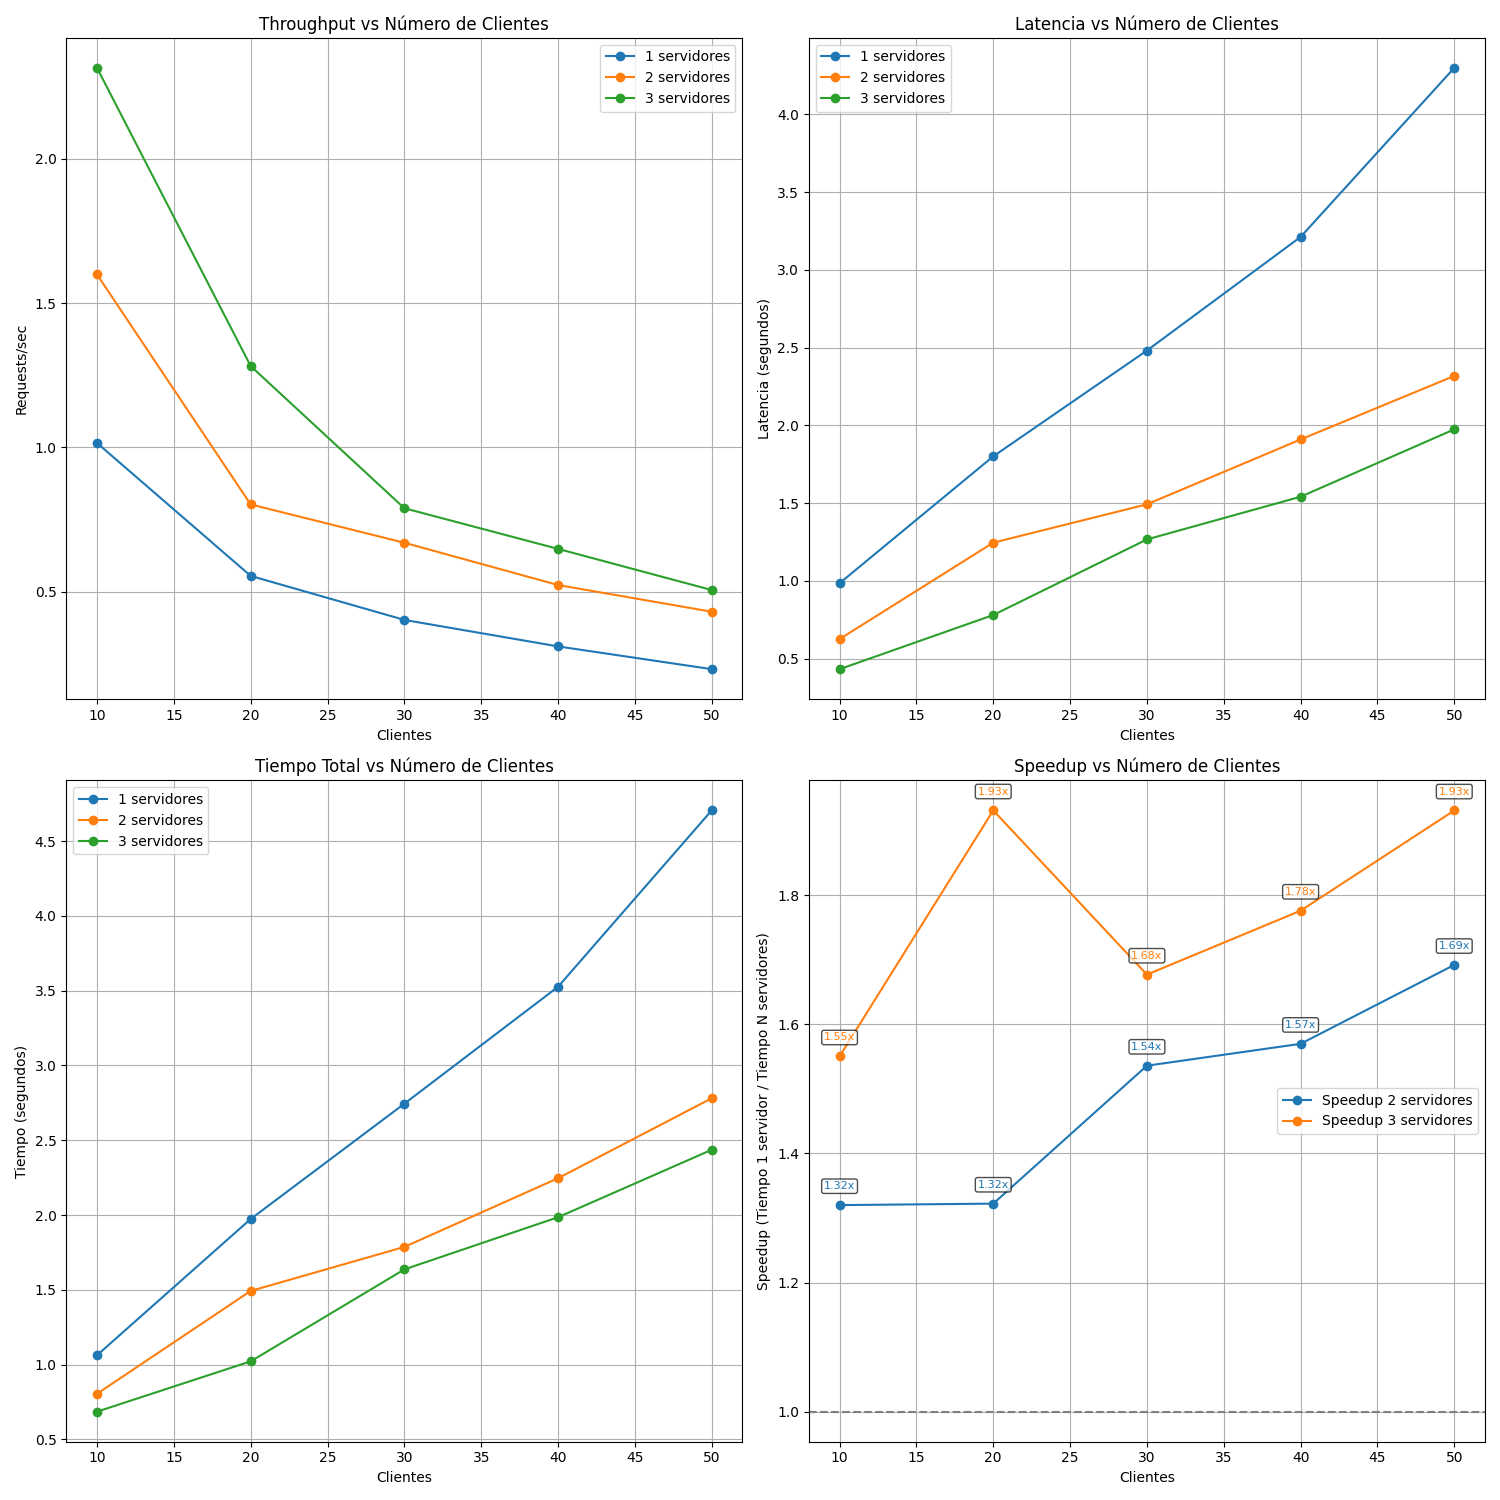 Throughput vs Número de Clientes
1 servidores
2 servidores
3 servidores
Requests/sec
2.0
1.5
1.0
0.5
10 15 20 25 30 35 40 45 50
Clientes
Latencia vs Número de Clientes
1 servidores
2 servidores
3 servidores
Latencia (segundos)
4.0
3.5
3.0
2.5
2.0
1.5
1.0
0.5
10 15 20 25 30 35 40 45 50
Clientes
Tiempo Total vs Número de Clientes
1 servidores
2 servidores
3 servidores
Tiempo (segundos)
4.5
4.0
3.5
3.0
2.5
2.0
1.5
1.0
0.5
10 15 20 25 30 35 40 45 50
Clientes
Speedup vs Número de Clientes
Speedup (Tiempo 1 servidor / Tiempo N servidores)
1.8
1.6
1.4
1.2
1.0
1.55x
1.93x
1.68x
1.78x
1.93x
1.32x
1.32x
1.54x
1.57x
1.69x
Speedup 2 servidores
Speedup 3 servidores
10 15 20 25 30 35 40 45 50
Clientes